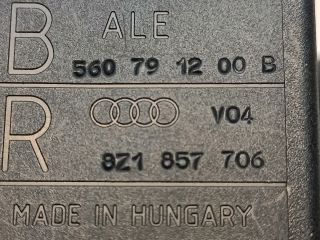 B ALE
560 79 12 00 B
R V04
8Z1 857 706
MADE IN HUNGARY